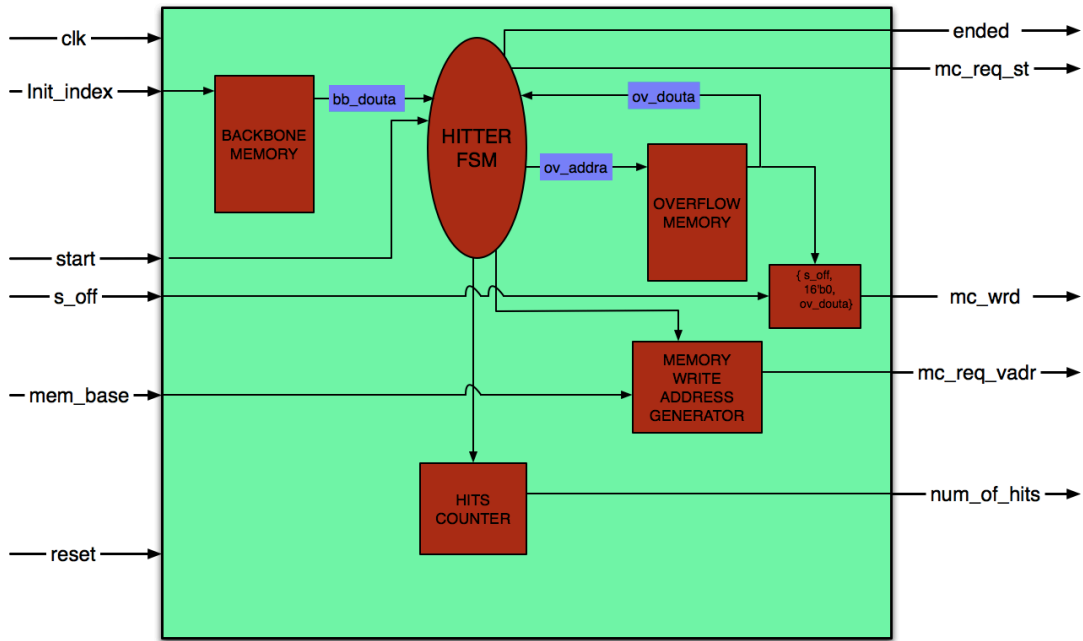 clk
Init_index
start
s_off
mem_base
reset
BACKBONE
MEMORY
bb_douta
HITTER
FSM
ov_douta
ov_addra
OVERFLOW
MEMORY
{ s_off,
16'b0,
ov_douta}
MEMORY
WRITE
ADDRESS
GENERATOR
HITS
COUNTER
ended
mc_req_st
mc_wrd
mc_req_vadr
num_of_hits